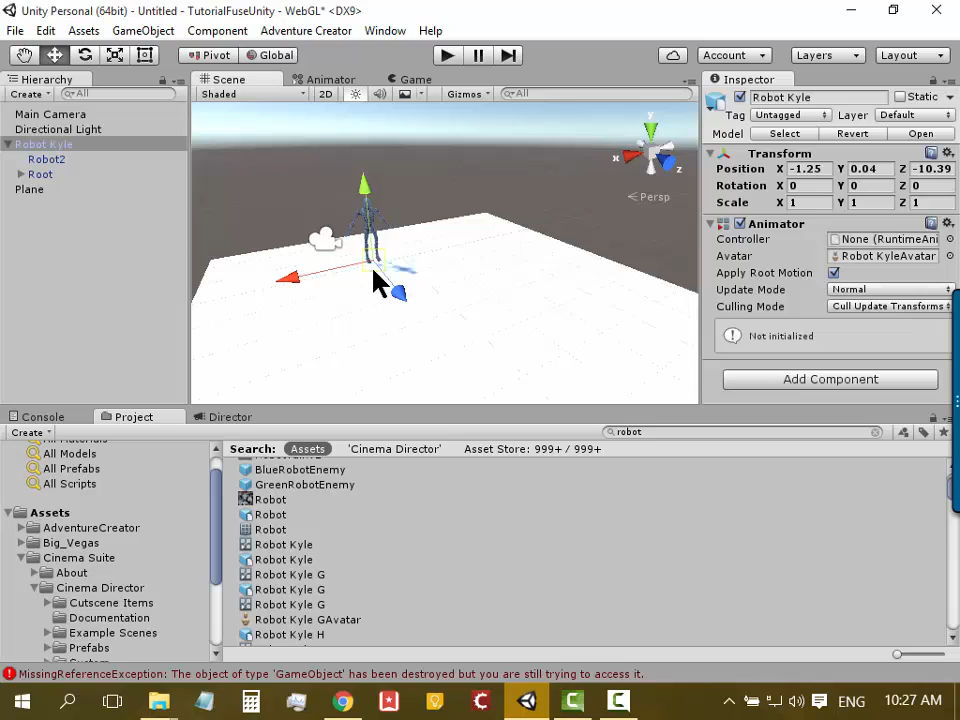 Unity Personal (64bit) - Untitled - TutorialFuseUnity - WebGL* <DX9>
File Edit Assets GameObject Component Adventure Creator Window Help
Pivot Global Account Layers Layout
Hierarchy Scene Animator Game Inspector
Create All Shaded 2D Gizmos All Robot Kyle Static
Main Camera
Directional Light
Robot Kyle
Robot2
Root
Plane
y
x
z
Persp
Tag Untagged Layer Default
Model Select Revert Open
Transform
Position X -1.25 Y 0.04 Z -10.39
Rotation X 0 Y 0 Z 0
Scale X 1 Y 1 Z 1
Animator
Controller None (RuntimeAni
Avatar Robot KyleAvatar
Apply Root Motion
Update Mode Normal
Culling Mode Cull Update Transforms
Not initialized
Add Component
Console Project Director
Create robot
All Models
All Prefabs
All Scripts
Assets
AdventureCreator
Big_Vegas
Cinema Suite
About
Cinema Director
Cutscene Items
Documentation
Example Scenes
Prefabs
Search: Assets 'Cinema Director' Asset Store: 999+ / 999+
BlueRobotEnemy
GreenRobotEnemy
Robot
Robot
Robot
Robot Kyle
Robot Kyle
Robot Kyle G
Robot Kyle G
Robot Kyle G
Robot Kyle GAvatar
Robot Kyle H
MissingReferenceException: The object of type 'GameObject' has been destroyed but you are still trying to access it.
ENG 10:27 AM